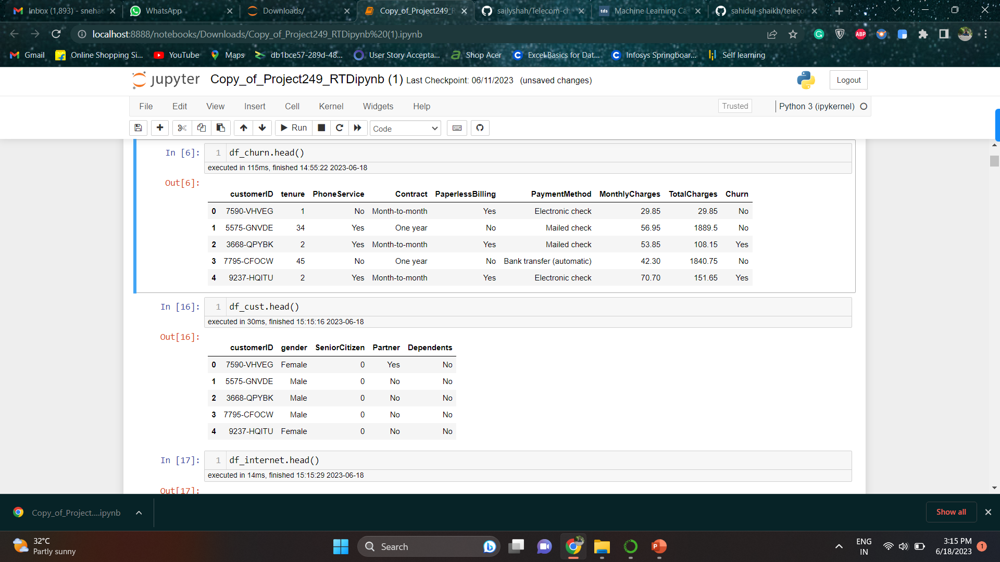 Inbox (1,893) - sneha
WhatsApp
Downloads/
Copy_of_Project249_R
sailyshah/Telecom-ch
tds Machine Learning Ca
sahidul-shaikh/teleco
localhost:8888/notebooks/Downloads/Copy_of_Project249_RTDipynb%20(1).ipynb
ABP
Gmail Online Shopping Si... YouTube Maps db1bce57-289d-48... User Story Accepta... Shop Acer Excel Basics for Dat... Infosys Springboar... Self learning
jupyter Copy_of_Project249_RTDipynb (1) Last Checkpoint: 06/11/2023 (unsaved changes) Logout
File Edit View Insert Cell Kernel Widgets Help Trusted Python 3 (ipykernel)
Run Code
In [6]: 1 df_churn.head()
executed in 115ms, finished 14:55:22 2023-06-18
Out[6]:
customerID tenure PhoneService Contract PaperlessBilling PaymentMethod MonthlyCharges TotalCharges Churn
0 7590-VHVEG 1 No Month-to-month Yes Electronic check 29.85 29.85 No
1 5575-GNVDE 34 Yes One year No Mailed check 56.95 1889.5 No
2 3668-QPYBK 2 Yes Month-to-month Yes Mailed check 53.85 108.15 Yes
3 7795-CFOCW 45 No One year No Bank transfer (automatic) 42.30 1840.75 No
4 9237-HQITU 2 Yes Month-to-month Yes Electronic check 70.70 151.65 Yes
In [16]: 1 df_cust.head()
executed in 30ms, finished 15:15:16 2023-06-18
Out[16]:
customerID gender SeniorCitizen Partner Dependents
0 7590-VHVEG Female 0 Yes No
1 5575-GNVDE Male 0 No No
2 3668-QPYBK Male 0 No No
3 7795-CFOCW Male 0 No No
4 9237-HQITU Female 0 No No
In [17]: 1 df_internet.head()
executed in 14ms, finished 15:15:29 2023-06-18
Out[17]:
Copy_of_Project....ipynb Show all
32°C
Partly sunny
Search
ENG
IN
3:15 PM
6/18/2023
1